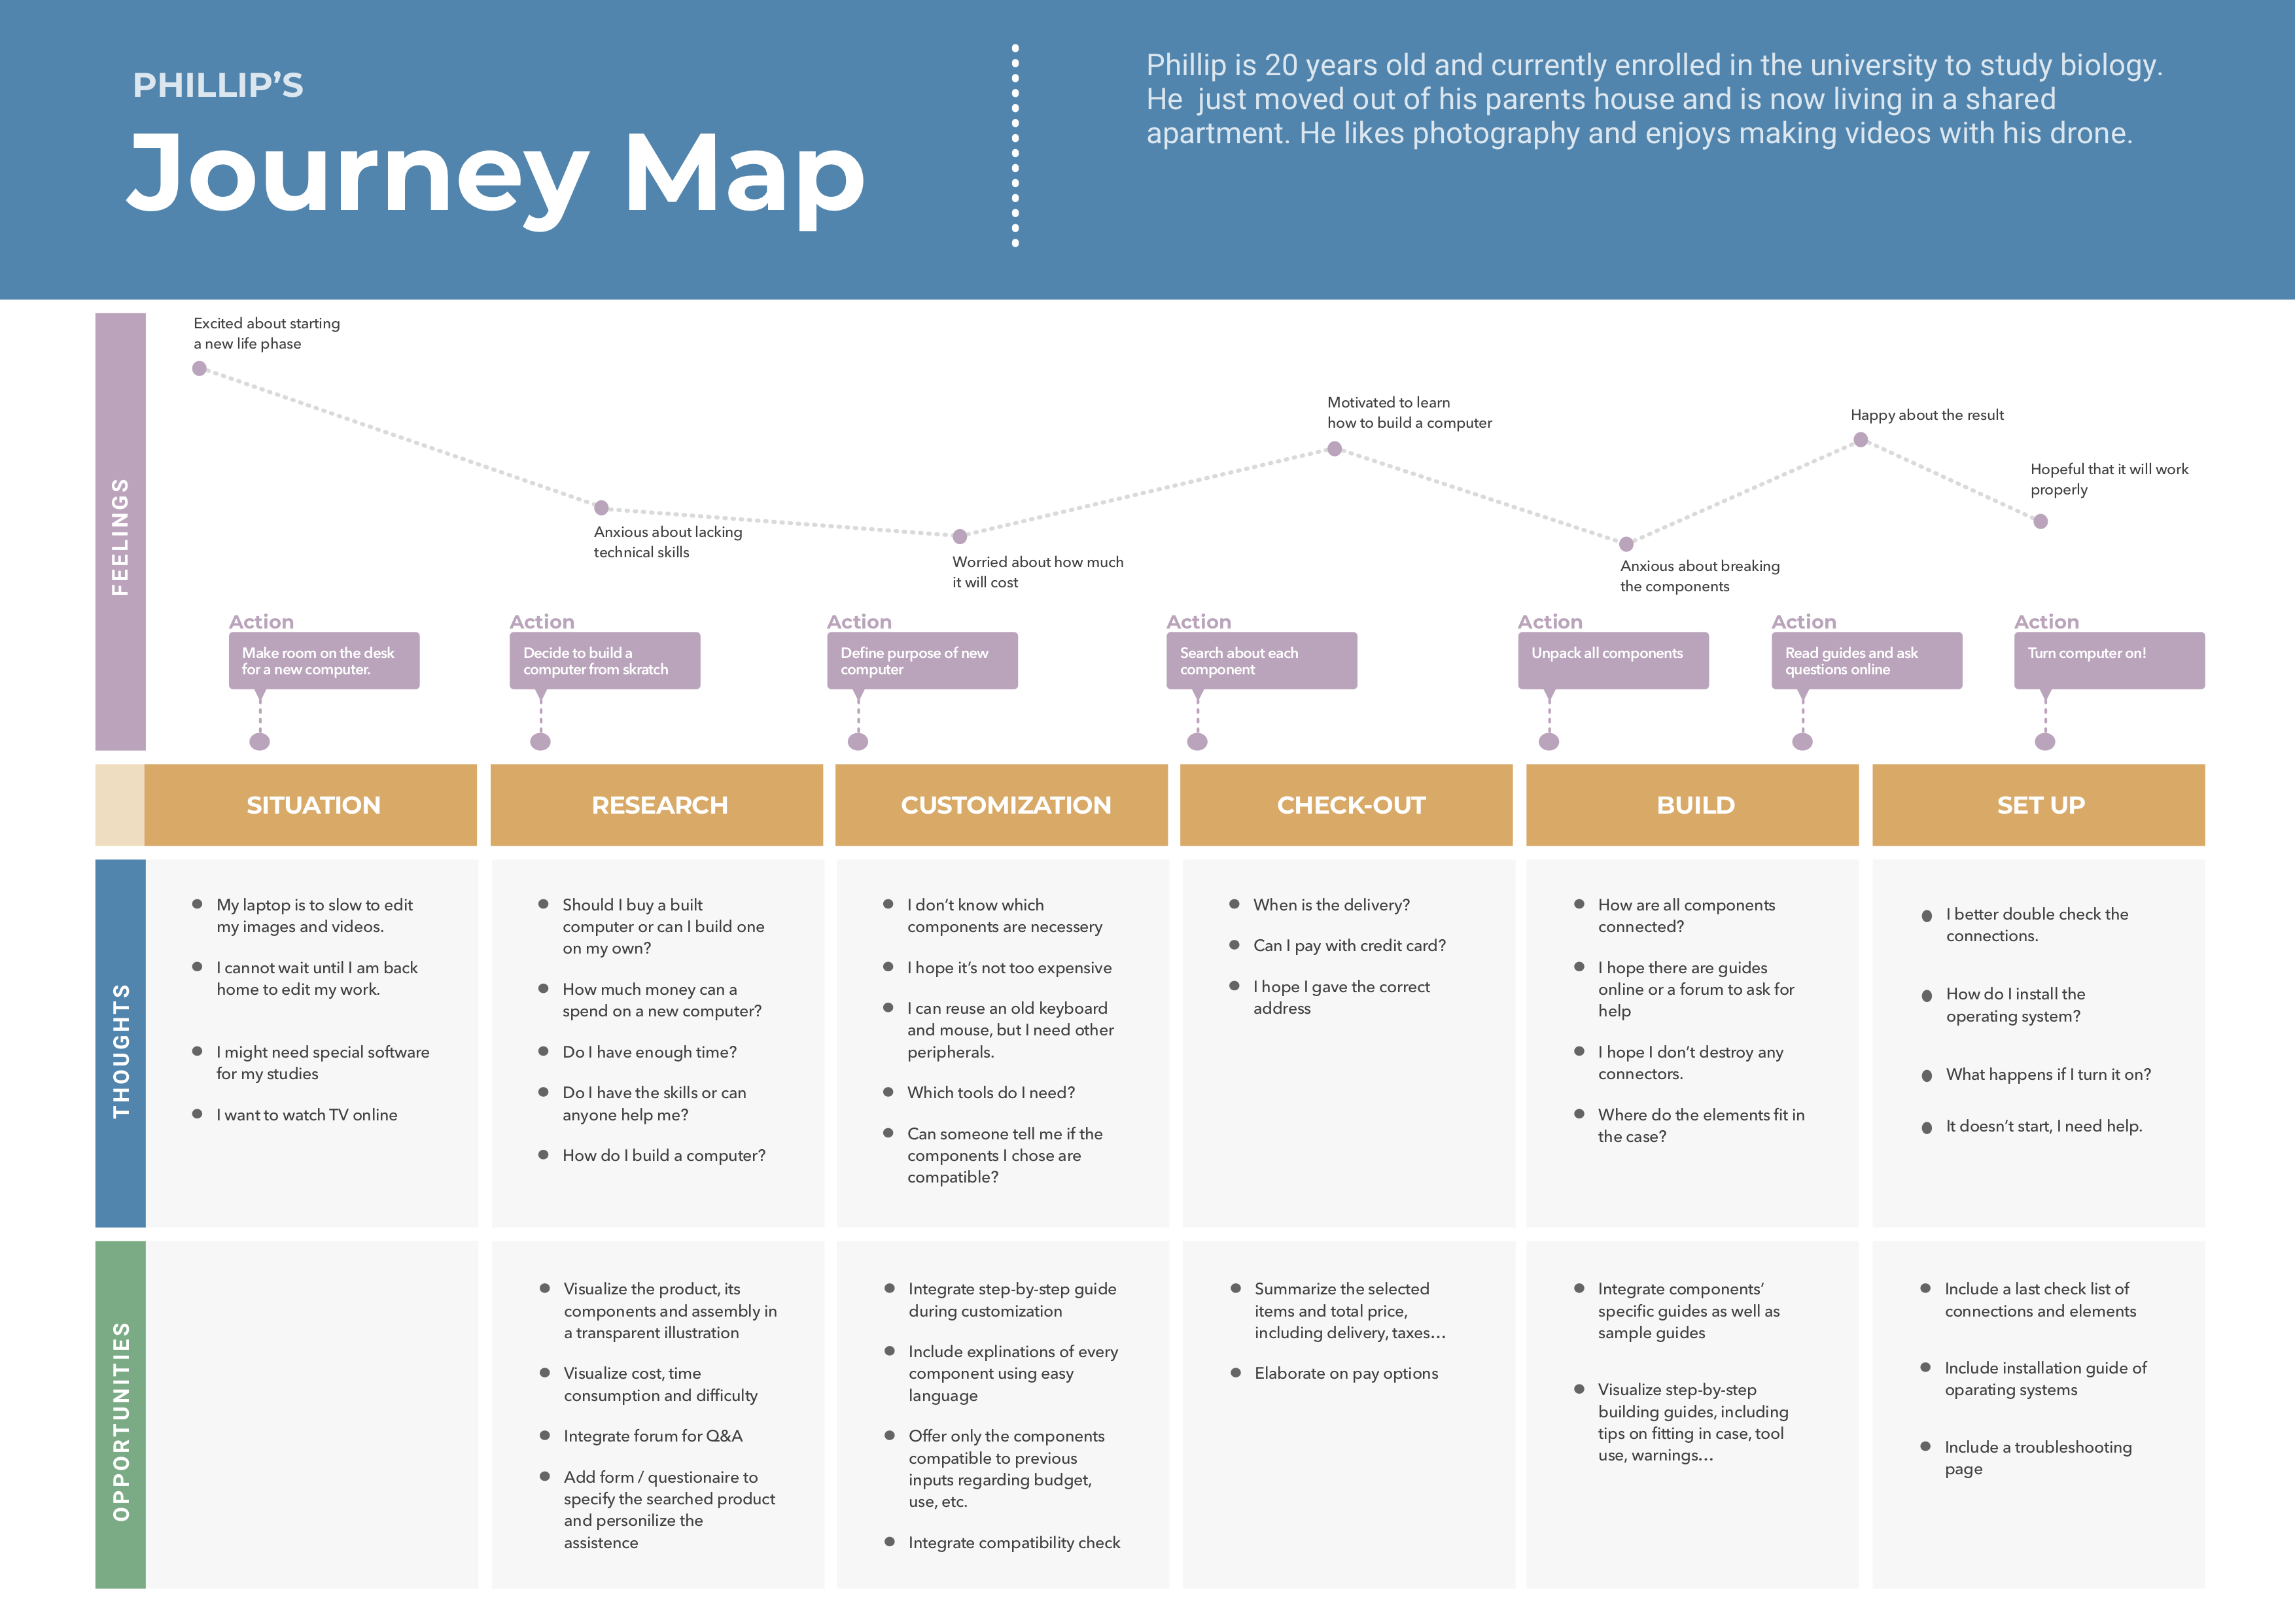 PHILLIP’S
Journey Map
Phillip is 20 years old and currently enrolled in the university to study biology.
He  just moved out of his parents house and is now living in a shared
apartment. He likes photography and enjoys making videos with his drone.
FEELINGS
Excited about starting
a new life phase
Anxious about lacking
technical skills
Worried about how much
it will cost
Motivated to learn
how to build a computer
Anxious about breaking
the components
Happy about the result
Hopeful that it will work
properly
Action
Make room on the desk
for a new computer.
Action
Decide to build a
computer from skratch
Action
Define purpose of new
computer
Action
Search about each
component
Action
Unpack all components
Action
Read guides and ask
questions online
Action
Turn computer on!
SITUATION
RESEARCH
CUSTOMIZATION
CHECK-OUT
BUILD
SET UP
THOUGHTS
My laptop is to slow to edit
my images and videos.
I cannot wait until I am back
home to edit my work.
I might need special software
for my studies
I want to watch TV online
Should I buy a built
computer or can I build one
on my own?
How much money can a
spend on a new computer?
Do I have enough time?
Do I have the skills or can
anyone help me?
How do I build a computer?
I don’t know which
components are necessery
I hope it’s not too expensive
I can reuse an old keyboard
and mouse, but I need other
peripherals.
Which tools do I need?
Can someone tell me if the
components I chose are
compatible?
When is the delivery?
Can I pay with credit card?
I hope I gave the correct
address
How are all components
connected?
I hope there are guides
online or a forum to ask for
help
I hope I don’t destroy any
connectors.
Where do the elements fit in
the case?
I better double check the
connections.
How do I install the
operating system?
What happens if I turn it on?
It doesn’t start, I need help.
OPPORTUNITIES
Visualize the product, its
components and assembly in
a transparent illustration
Visualize cost, time
consumption and difficulty
Integrate forum for Q&A
Add form / questionaire to
specify the searched product
and personilize the
assistence
Integrate step-by-step guide
during customization
Include explinations of every
component using easy
language
Offer only the components
compatible to previous
inputs regarding budget,
use, etc.
Integrate compatibility check
Summarize the selected
items and total price,
including delivery, taxes…
Elaborate on pay options
Integrate components’
specific guides as well as
sample guides
Visualize step-by-step
building guides, including
tips on fitting in case, tool
use, warnings…
Include a last check list of
connections and elements
Include installation guide of
oparating systems
Include a troubleshooting
page